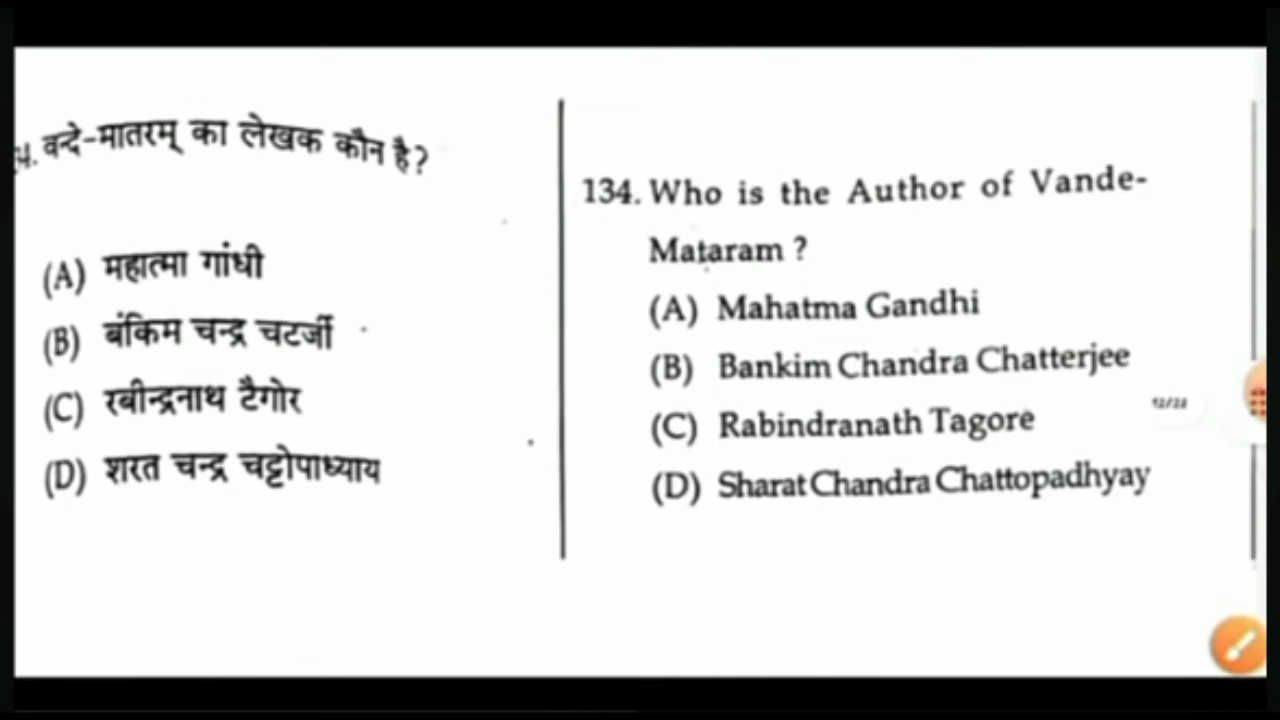 वन्दे-मातरम् का लेखक कौन है?
(A) महात्मा गांधी
(B) बंकिम चन्द्र चटर्जी
(C) रबीन्द्रनाथ टैगोर
(D) शरत चन्द्र चट्टोपाध्याय
134. Who is the Author of Vande-
Mataram ?
(A) Mahatma Gandhi
(B) Bankim Chandra Chatterjee
(C) Rabindranath Tagore
(D) Sharat Chandra Chattopadhyay